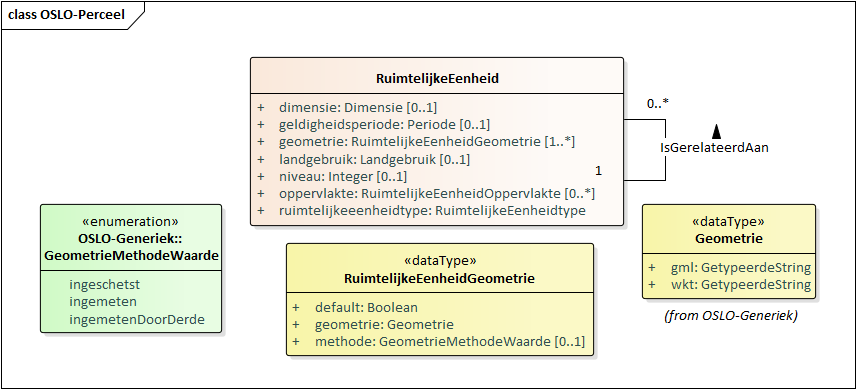 class OSLO-Perceel
RuimtelijkeEenheid
+ dimensie: Dimensie [0..1]
+ geldigheidsperiode: Periode [0..1]
+ geometrie: RuimtelijkeEenheidGeometrie [1..*]
+ landgebruik: Landgebruik [0..1]
+ niveau: Integer [0..1]
+ oppervlakte: RuimtelijkeEenheidOppervlakte [0..*]
+ ruimtelijkeeenheidtype: RuimtelijkeEenheidtype
0..*
IsGerelateerdAan
1
«enumeration»
OSLO-Generiek::
GeometrieMethodeWaarde
ingeschetst
ingemeten
ingemetenDoorDerde
«dataType»
RuimtelijkeEenheidGeometrie
+ default: Boolean
+ geometrie: Geometrie
+ methode: GeometrieMethodeWaarde [0..1]
«dataType»
Geometrie
+ gml: GetypeerdeString
+ wkt: GetypeerdeString
(from OSLO-Generiek)